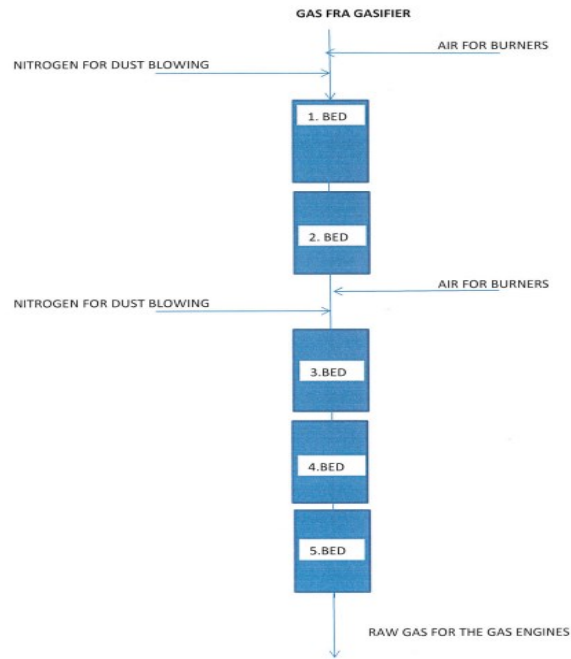 GAS FRA GASIFIER
AIR FOR BURNERS
NITROGEN FOR DUST BLOWING
1. BED
2. BED
AIR FOR BURNERS
NITROGEN FOR DUST BLOWING
3.BED
4.BED
5.BED
RAW GAS FOR THE GAS ENGINES